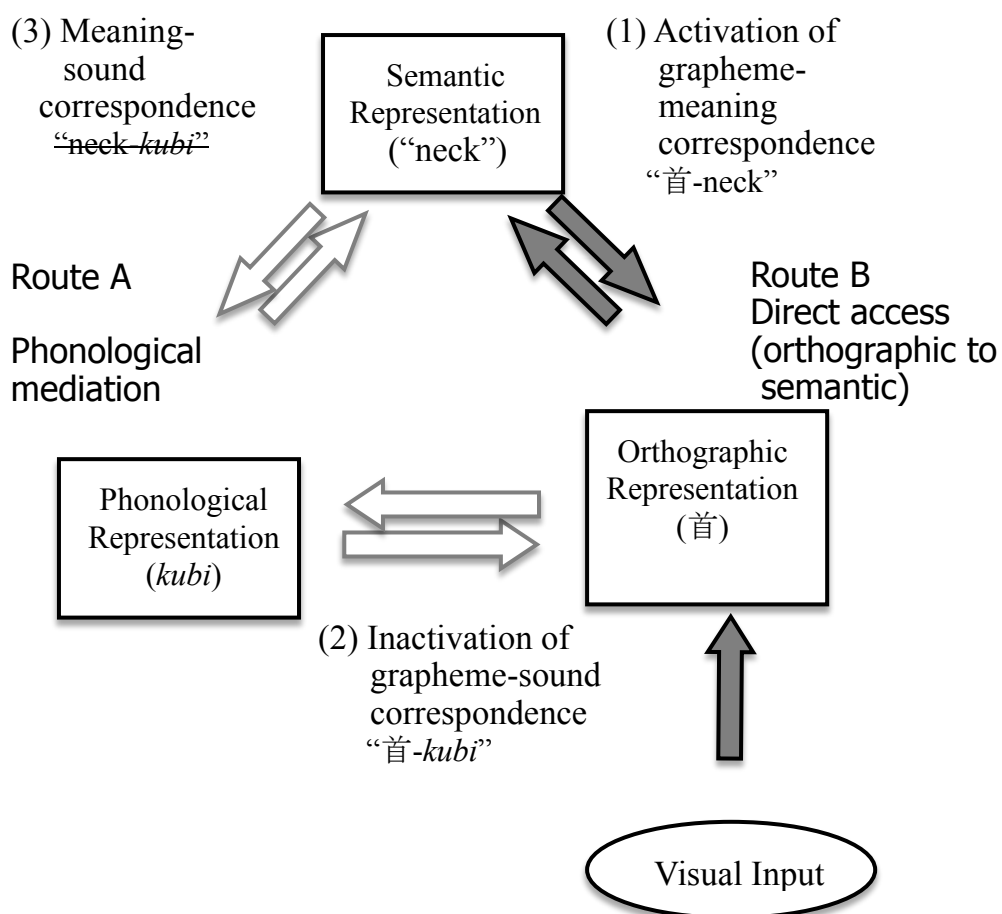 (3) Meaning-
sound
correspondence
“neck-kubi”
Semantic
Representation
(“neck”)
(1) Activation of
grapheme-
meaning
correspondence
“首-neck”
Route A
Phonological
mediation
Route B
Direct access
(orthographic to
semantic)
Phonological
Representation
(kubi)
Orthographic
Representation
(首)
(2) Inactivation of
grapheme-sound
correspondence
“首-kubi”
Visual Input